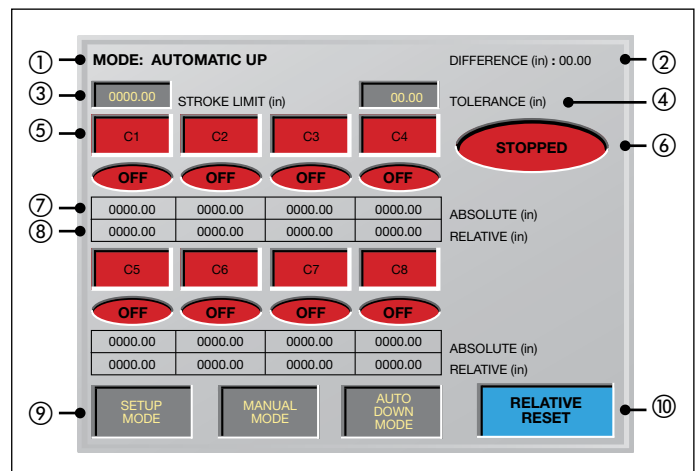 ① MODE: AUTOMATIC UP DIFFERENCE (in) : 00.00 ②
③ 0000.00 STROKE LIMIT (in) 00.00 TOLERANCE (in) ④
⑤ C1 C2 C3 C4 STOPPED ⑥
OFF OFF OFF OFF
⑦ 0000.00 0000.00 0000.00 0000.00 ABSOLUTE (in)
⑧ 0000.00 0000.00 0000.00 0000.00 RELATIVE (in)
C5 C6 C7 C8
OFF OFF OFF OFF
0000.00 0000.00 0000.00 0000.00 ABSOLUTE (in)
0000.00 0000.00 0000.00 0000.00 RELATIVE (in)
⑨ SETUP MODE MANUAL MODE AUTO DOWN MODE RELATIVE RESET ⑩